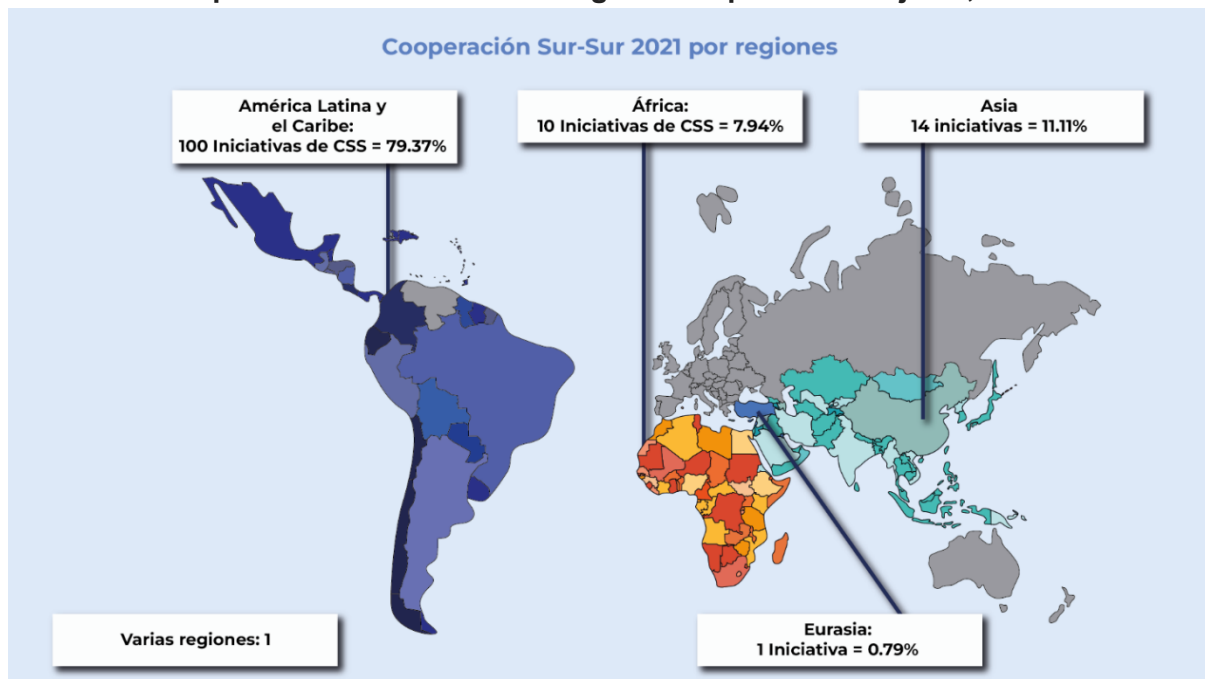 Cooperación Sur-Sur 2021 por regiones
América Latina y
el Caribe:
100 Iniciativas de CSS = 79.37%
África:
10 Iniciativas de CSS = 7.94%
Asia
14 iniciativas = 11.11%
Varias regiones: 1
Eurasia:
1 Iniciativa = 0.79%